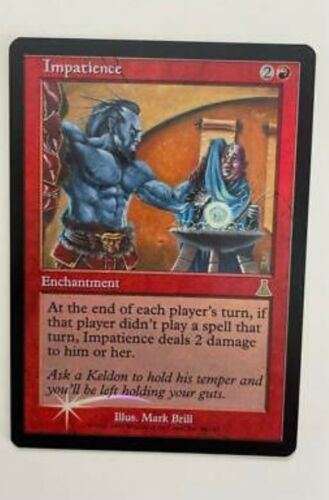 Impatience 2
Enchantment
At the end of each player's turn, if
that player didn't play a spell that
turn, Impatience deals 2 damage
to him or her.
Ask a Keldon to hold his temper and
you'll be left holding your guts.
Illus. Mark Brill